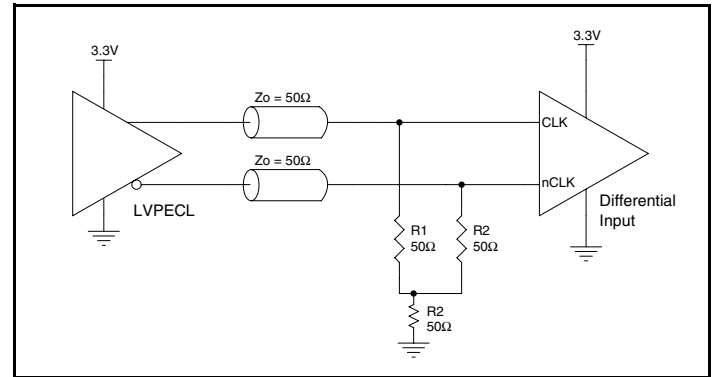 3.3V
3.3V
Zo = 50Ω
CLK
Zo = 50Ω
nCLK
LVPECL
Differential
Input
R1
50Ω
R2
50Ω
R2
50Ω